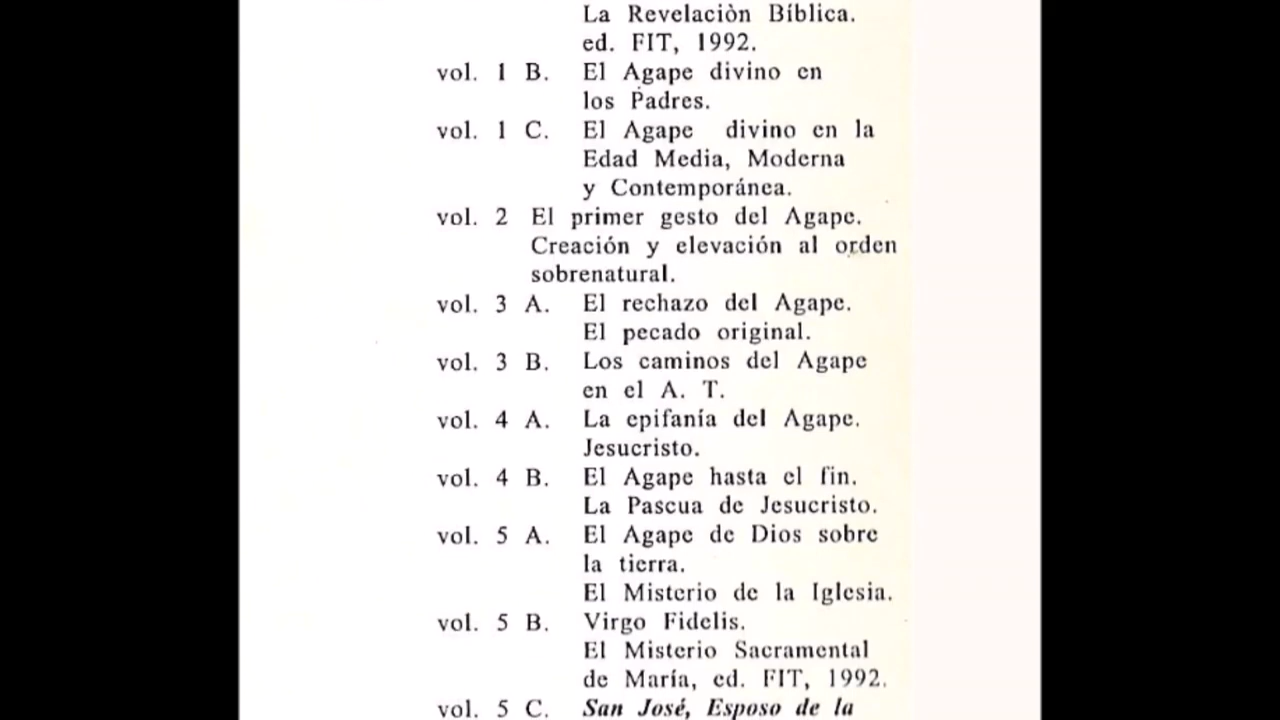 La Revelaciòn Bíblica.
ed. FIT, 1992.
vol. 1 B. El Agape divino en
los Padres.
vol. 1 C. El Agape divino en la
Edad Media, Moderna
y Contemporánea.
vol. 2 El primer gesto del Agape.
Creación y elevación al orden
sobrenatural.
vol. 3 A. El rechazo del Agape.
El pecado original.
vol. 3 B. Los caminos del Agape
en el A. T.
vol. 4 A. La epifanía del Agape.
Jesucristo.
vol. 4 B. El Agape hasta el fin.
La Pascua de Jesucristo.
vol. 5 A. El Agape de Dios sobre
la tierra.
El Misterio de la Iglesia.
vol. 5 B. Virgo Fidelis.
El Misterio Sacramental
de María, ed. FIT, 1992.
vol. 5 C. San José, Esposo de la